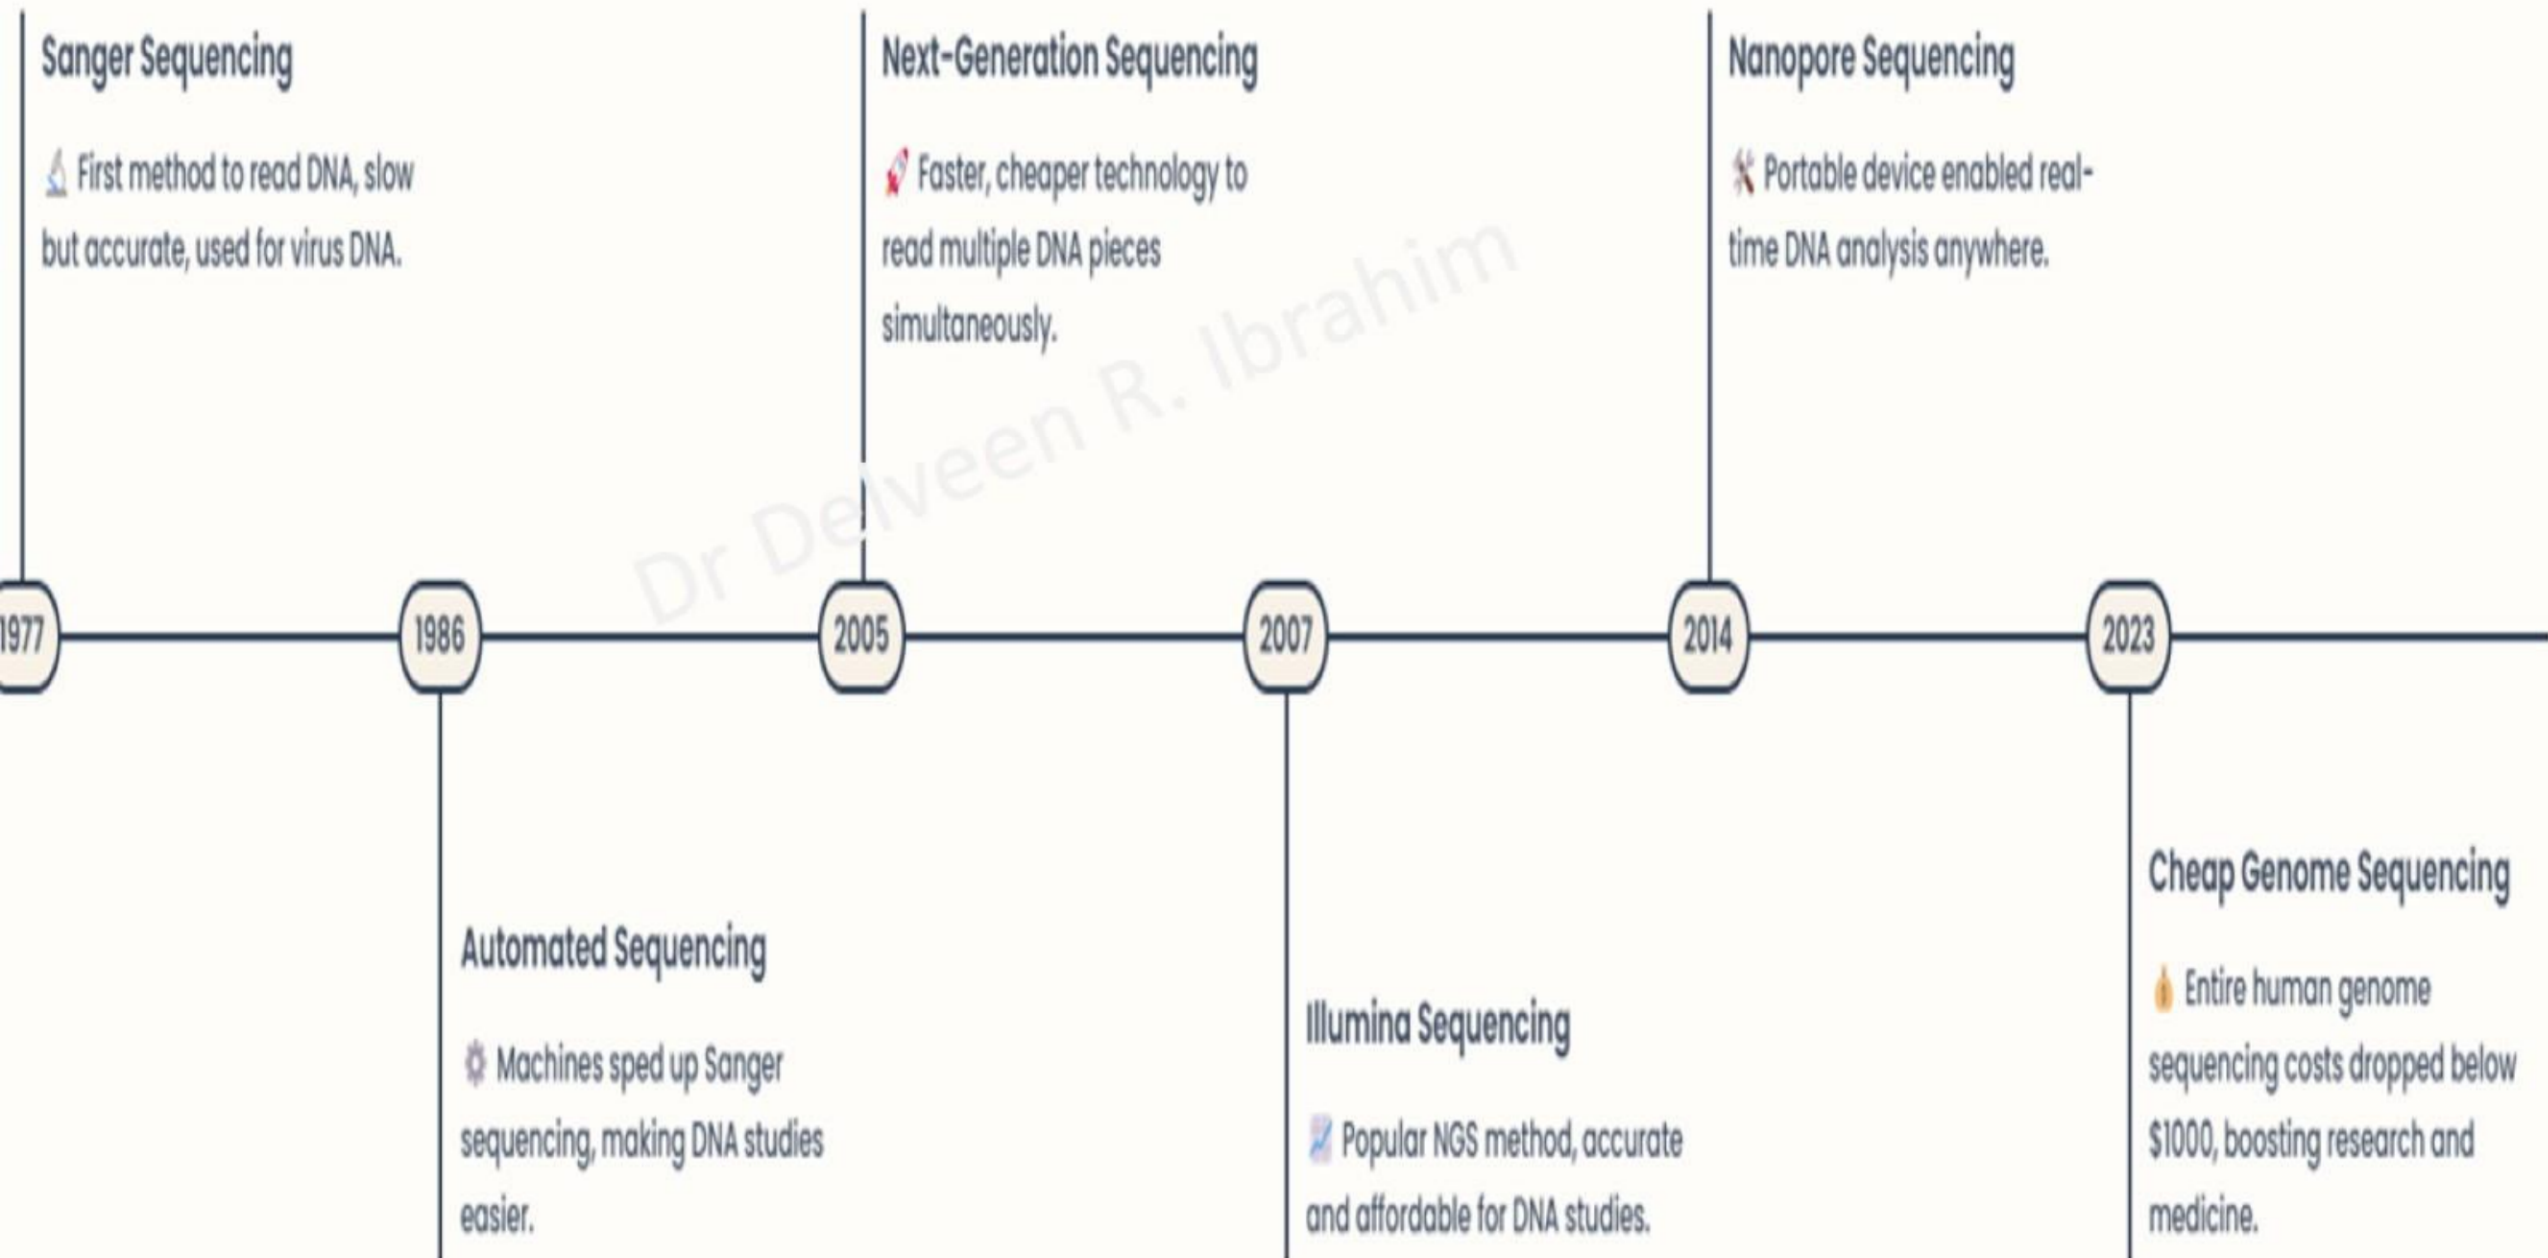 Sanger Sequencing
First method to read DNA, slow
but accurate, used for virus DNA.
Next-Generation Sequencing
Faster, cheaper technology to
read multiple DNA pieces
simultaneously.
Nanopore Sequencing
Portable device enabled real-
time DNA analysis anywhere.
Dr Delveen R. Ibrahim
1977
1986
2005
2007
2014
2023
Automated Sequencing
Machines sped up Sanger
sequencing, making DNA studies
easier.
Illumina Sequencing
Popular NGS method, accurate
and affordable for DNA studies.
Cheap Genome Sequencing
Entire human genome
sequencing costs dropped below
$1000, boosting research and
medicine.